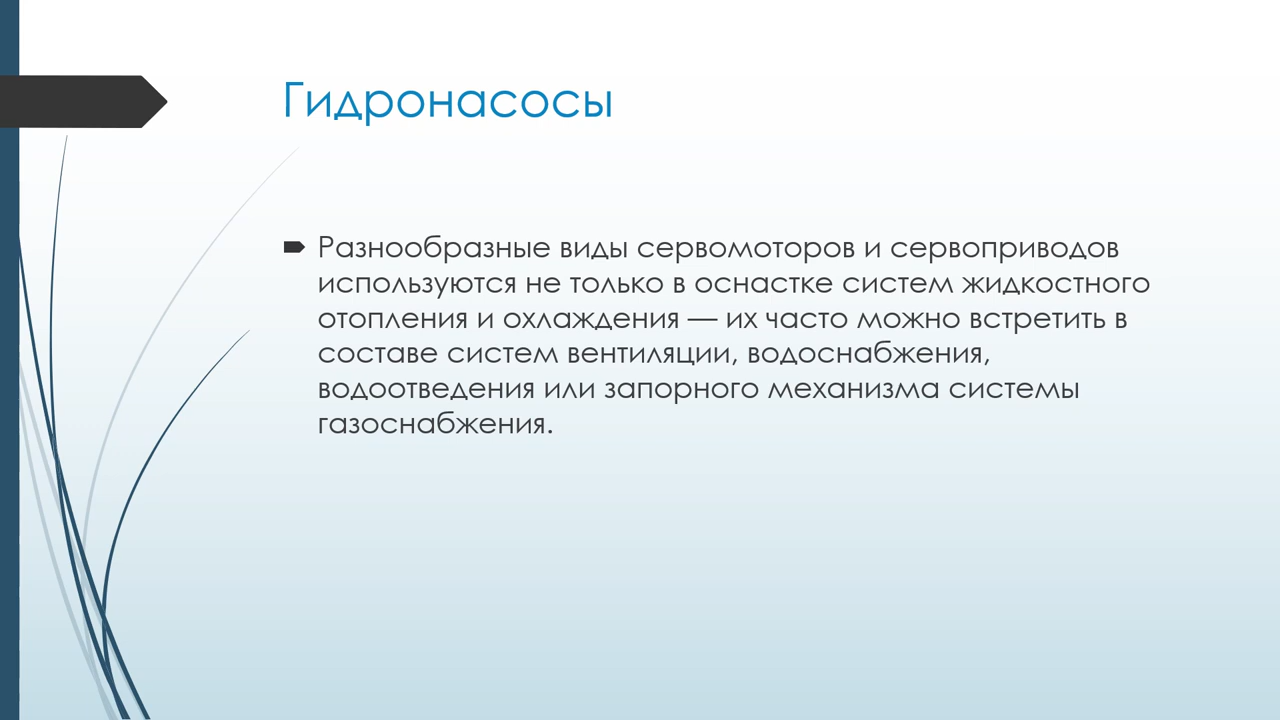 Гидронасосы
Разнообразные виды сервомоторов и сервоприводов
используются не только в оснастке систем жидкостного
отопления и охлаждения — их часто можно встретить в
составе систем вентиляции, водоснабжения,
водоотведения или запорного механизма системы
газоснабжения.